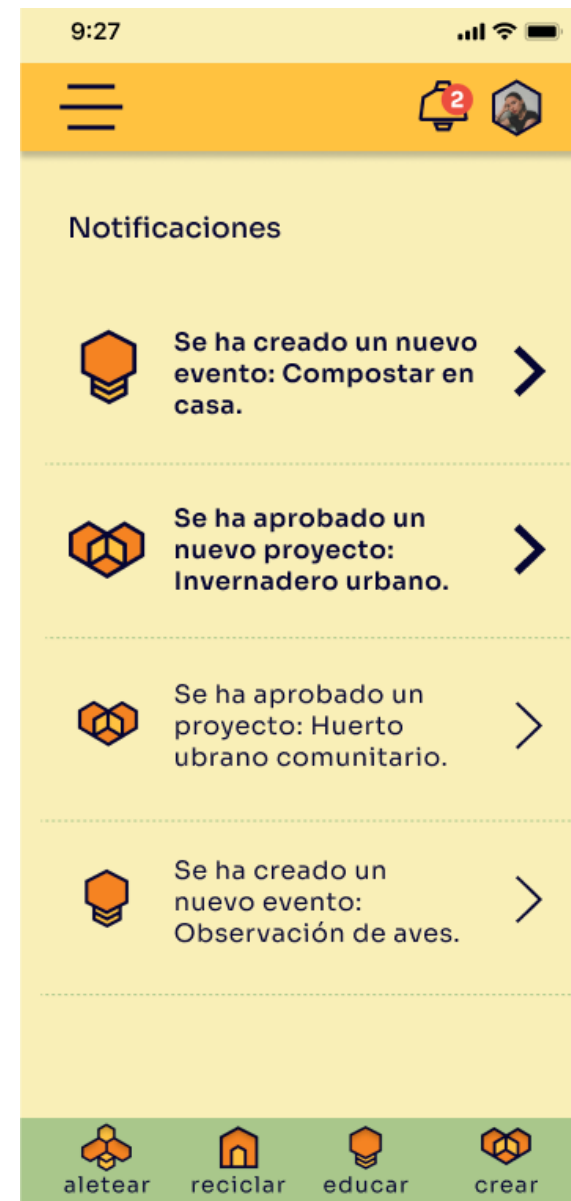 9:27
2
Notificaciones
Se ha creado un nuevo
evento: Compostar en
casa.
Se ha aprobado un
nuevo proyecto:
Invernadero urbano.
Se ha aprobado un
proyecto: Huerto
ubrano comunitario.
Se ha creado un
nuevo evento:
Observación de aves.
aletear reciclar educar crear